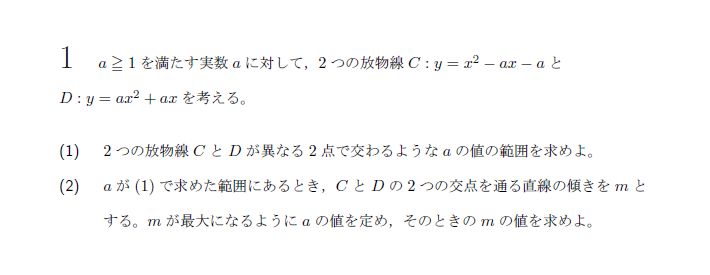 1 a ≧ 1 を満たす実数 a に対して，2 つの放物線 C : y = x² − ax − a と
D : y = ax² + ax を考える。
(1) 2 つの放物線 C と D が異なる 2 点で交わるような a の値の範囲を求めよ。
(2) a が (1) で求めた範囲にあるとき，C と D の 2 つの交点を通る直線の傾きを m と
する。m が最大になるように a の値を定め，そのときの m の値を求めよ。